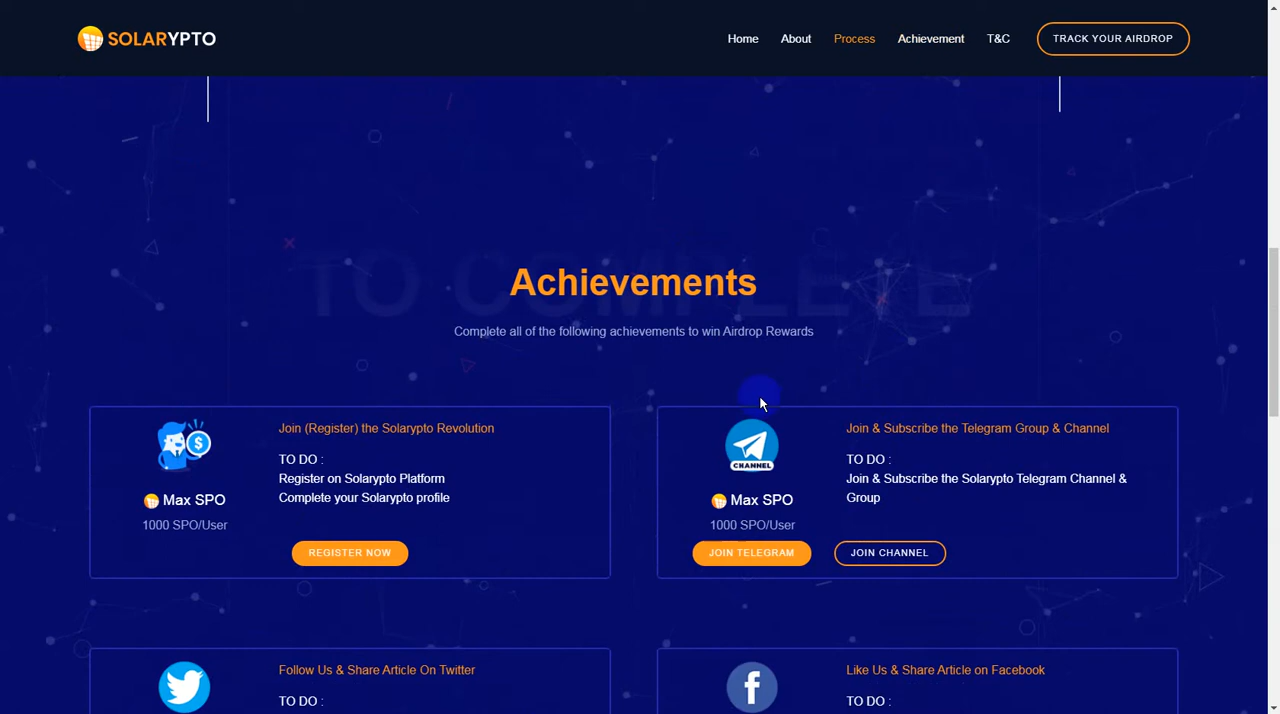 SOLARYPTO
Home About Process Achievement T&C TRACK YOUR AIRDROP
TO COMPLETE
Achievements
Complete all of the following achievements to win Airdrop Rewards
Join (Register) the Solarypto Revolution
TO DO :
Register on Solarypto Platform
Complete your Solarypto profile
Max SPO
1000 SPO/User
REGISTER NOW
CHANNEL
Join & Subscribe the Telegram Group & Channel
TO DO :
Join & Subscribe the Solarypto Telegram Channel &
Group
Max SPO
1000 SPO/User
JOIN TELEGRAM
JOIN CHANNEL
Follow Us & Share Article On Twitter
TO DO :
Like Us & Share Article on Facebook
TO DO :